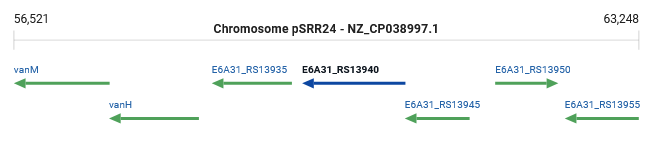 56,521
63,248
Chromosome pSRR24 - NZ_CP038997.1
vanM
E6A31_RS13935
E6A31_RS13940
E6A31_RS13950
vanH
E6A31_RS13945
E6A31_RS13955